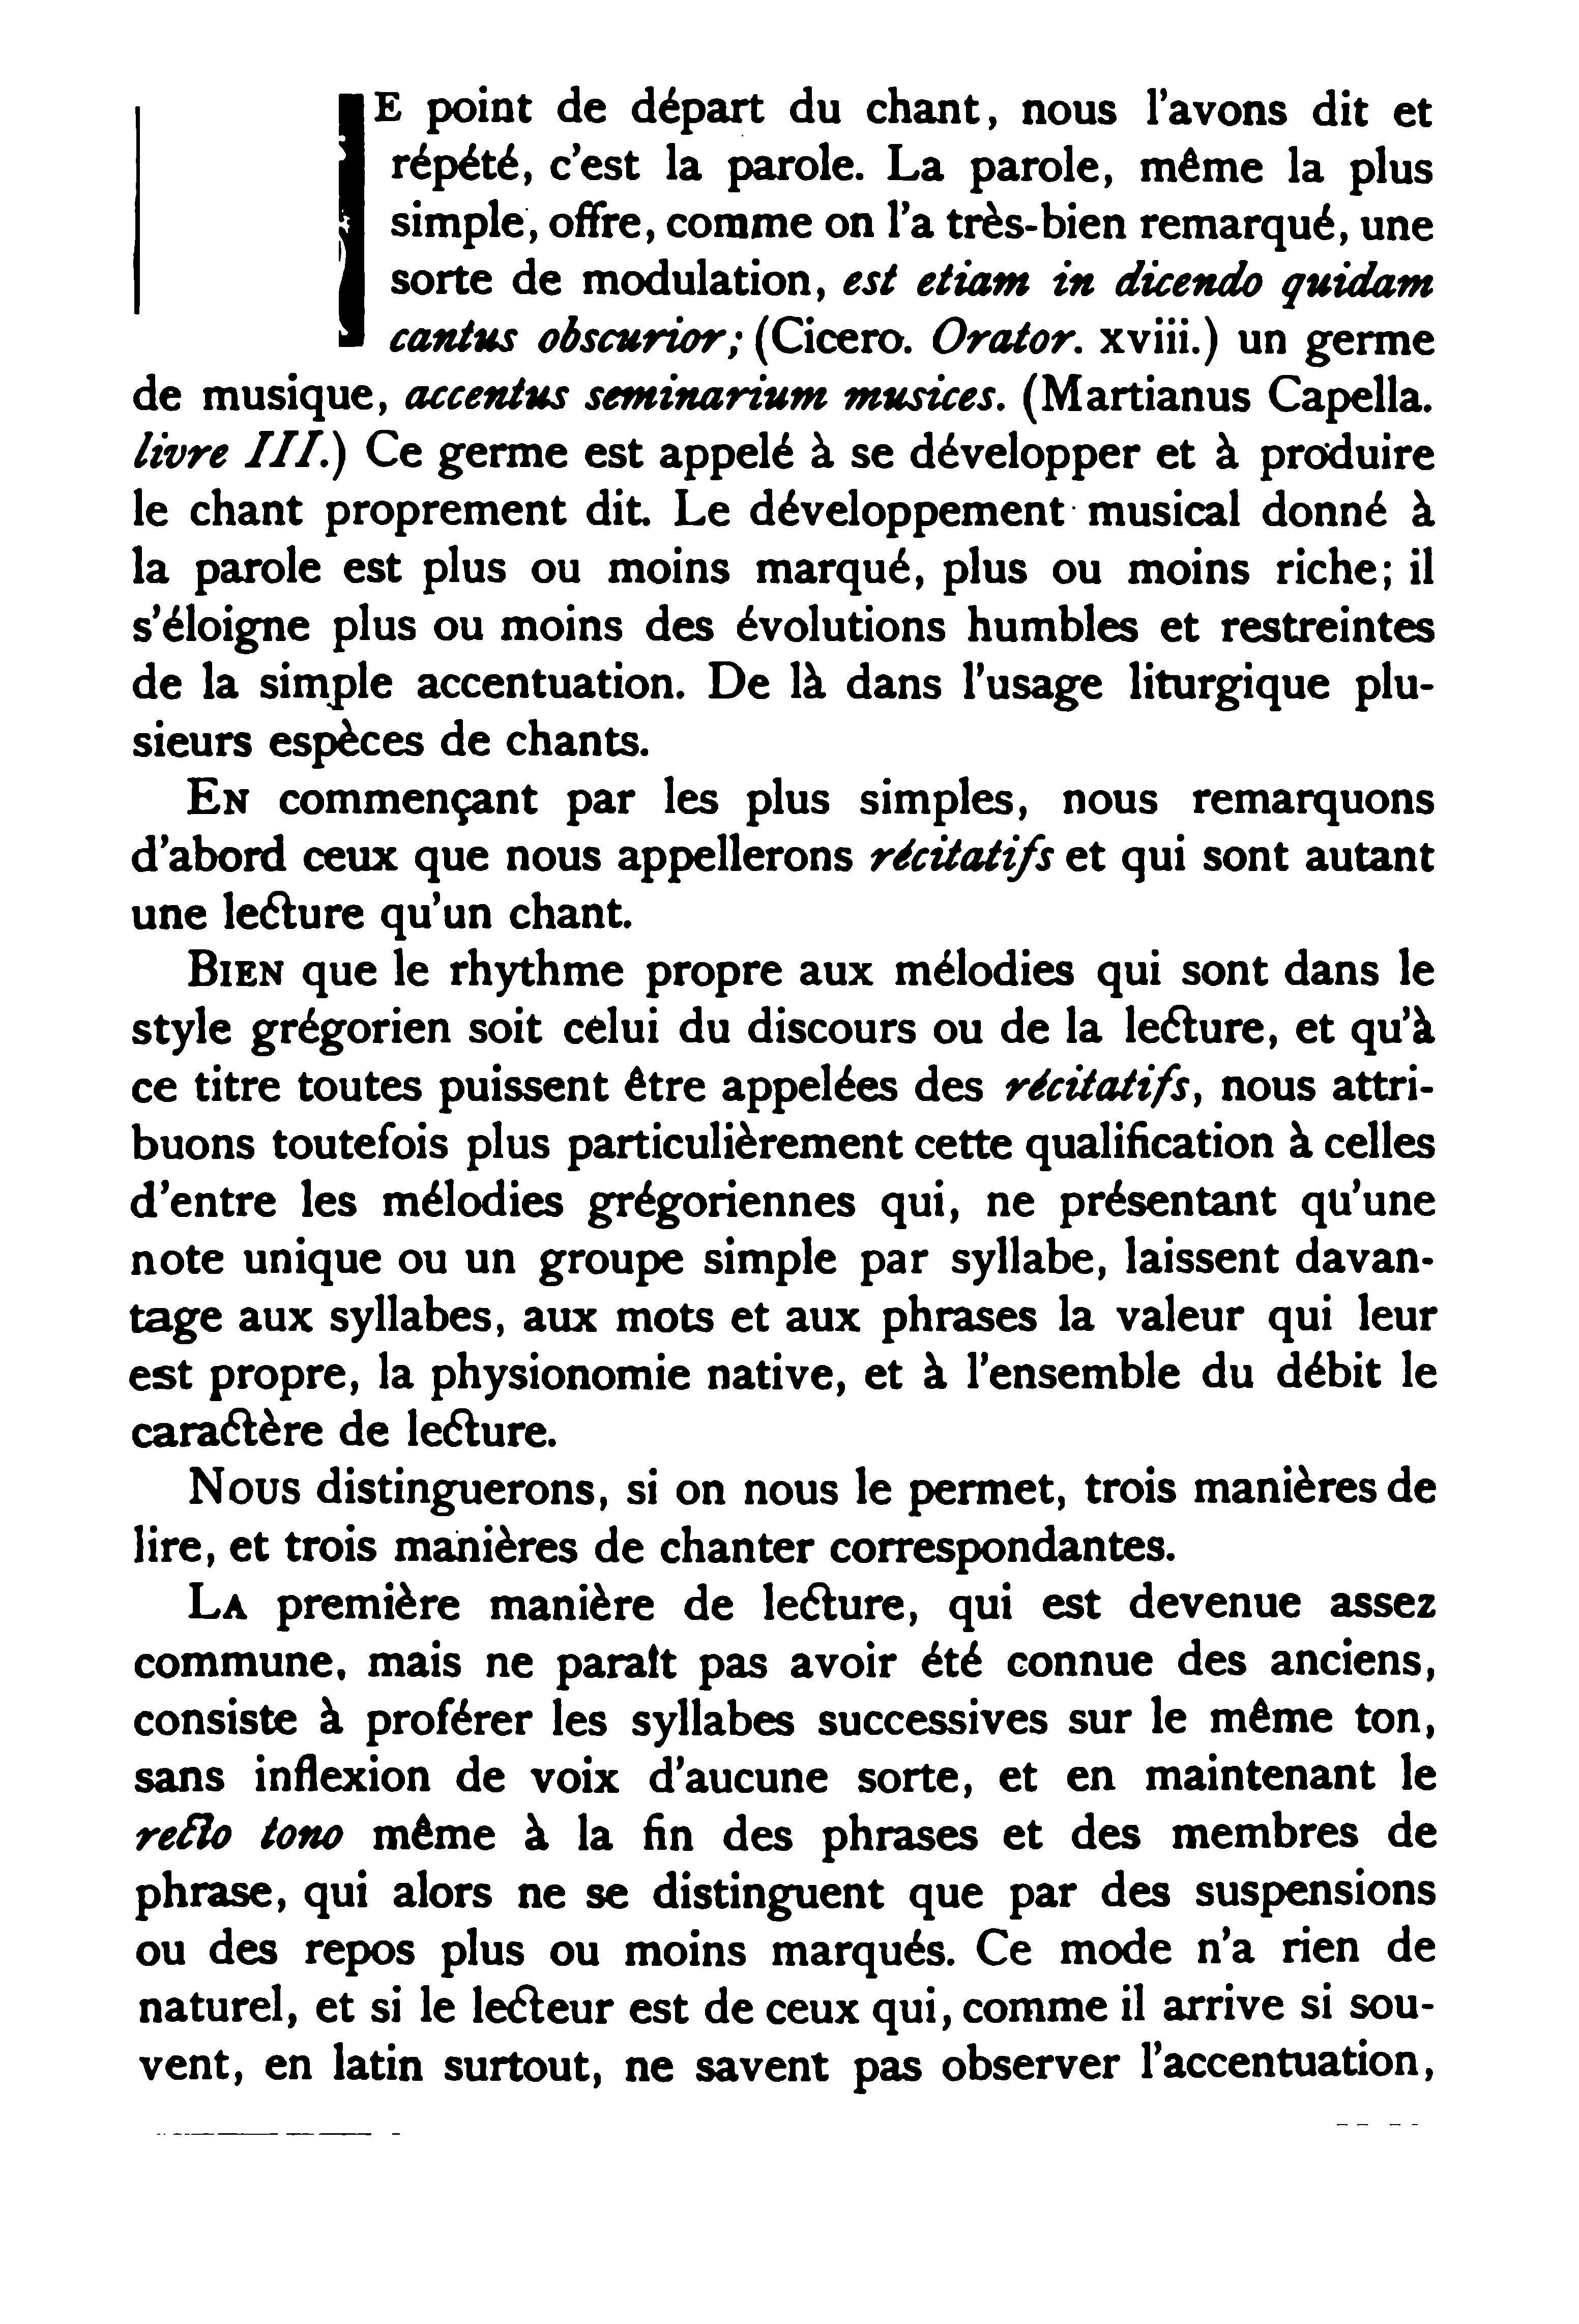 E point de départ du chant, nous l'avons dit et
répété, c'est la parole. La parole, même la plus
simple, offre, comme on l'a très-bien remarqué, une
sorte de modulation, est etiam in dicendo quidam
cantus obscurior; (Cicero. Orator. xviii.) un germe
de musique, accentus seminarium musices. (Martianus Capella.
livre III.) Ce germe est appelé à se développer et à produire
le chant proprement dit. Le développement musical donné à
la parole est plus ou moins marqué, plus ou moins riche; il
s'éloigne plus ou moins des évolutions humbles et restreintes
de la simple accentuation. De là dans l'usage liturgique plu-
sieurs espèces de chants.
EN commençant par les plus simples, nous remarquons
d'abord ceux que nous appellerons récitatifs et qui sont autant
une lecture qu'un chant.
BIEN que le rhythme propre aux mélodies qui sont dans le
style grégorien soit celui du discours ou de la lecture, et qu'à
ce titre toutes puissent être appelées des récitatifs, nous attri-
buons toutefois plus particulièrement cette qualification à celles
d'entre les mélodies grégoriennes qui, ne présentant qu'une
note unique ou un groupe simple par syllabe, laissent davan-
tage aux syllabes, aux mots et aux phrases la valeur qui leur
est propre, la physionomie native, et à l'ensemble du débit le
caractère de lecture.
NOUS distinguerons, si on nous le permet, trois manières de
lire, et trois manières de chanter correspondantes.
LA première manière de lecture, qui est devenue assez
commune, mais ne paraît pas avoir été connue des anciens,
consiste à proférer les syllabes successives sur le même ton,
sans inflexion de voix d'aucune sorte, et en maintenant le
recto tono même à la fin des phrases et des membres de
phrase, qui alors ne se distinguent que par des suspensions
ou des repos plus ou moins marqués. Ce mode n'a rien de
naturel, et si le lecteur est de ceux qui, comme il arrive si sou-
vent, en latin surtout, ne savent pas observer l'accentuation,